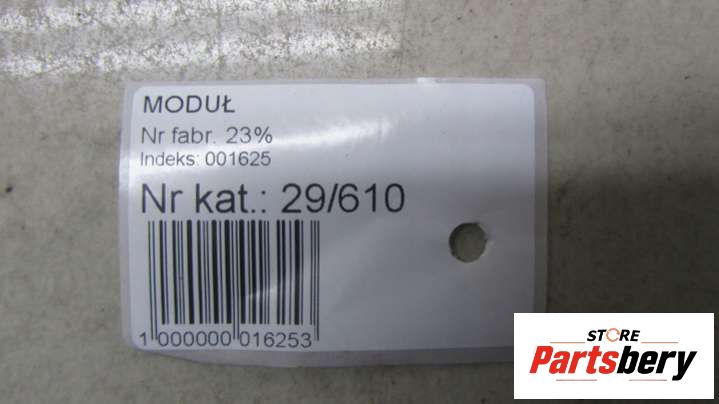 MODUŁ
Nr fabr. 23%
Indeks: 001625
Nr kat.: 29/610
1 000000 016253
STORE
Partsbery